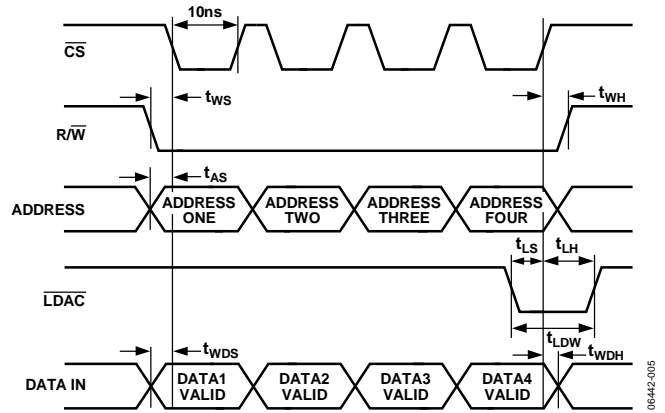 10ns
CS
tWS
tWH
R/W
tAS
ADDRESS
ADDRESS ONE
ADDRESS TWO
ADDRESS THREE
ADDRESS FOUR
tLS
tLH
LDAC
tLDW
tWDS
tWDH
DATA IN
DATA1 VALID
DATA2 VALID
DATA3 VALID
DATA4 VALID
06442-005